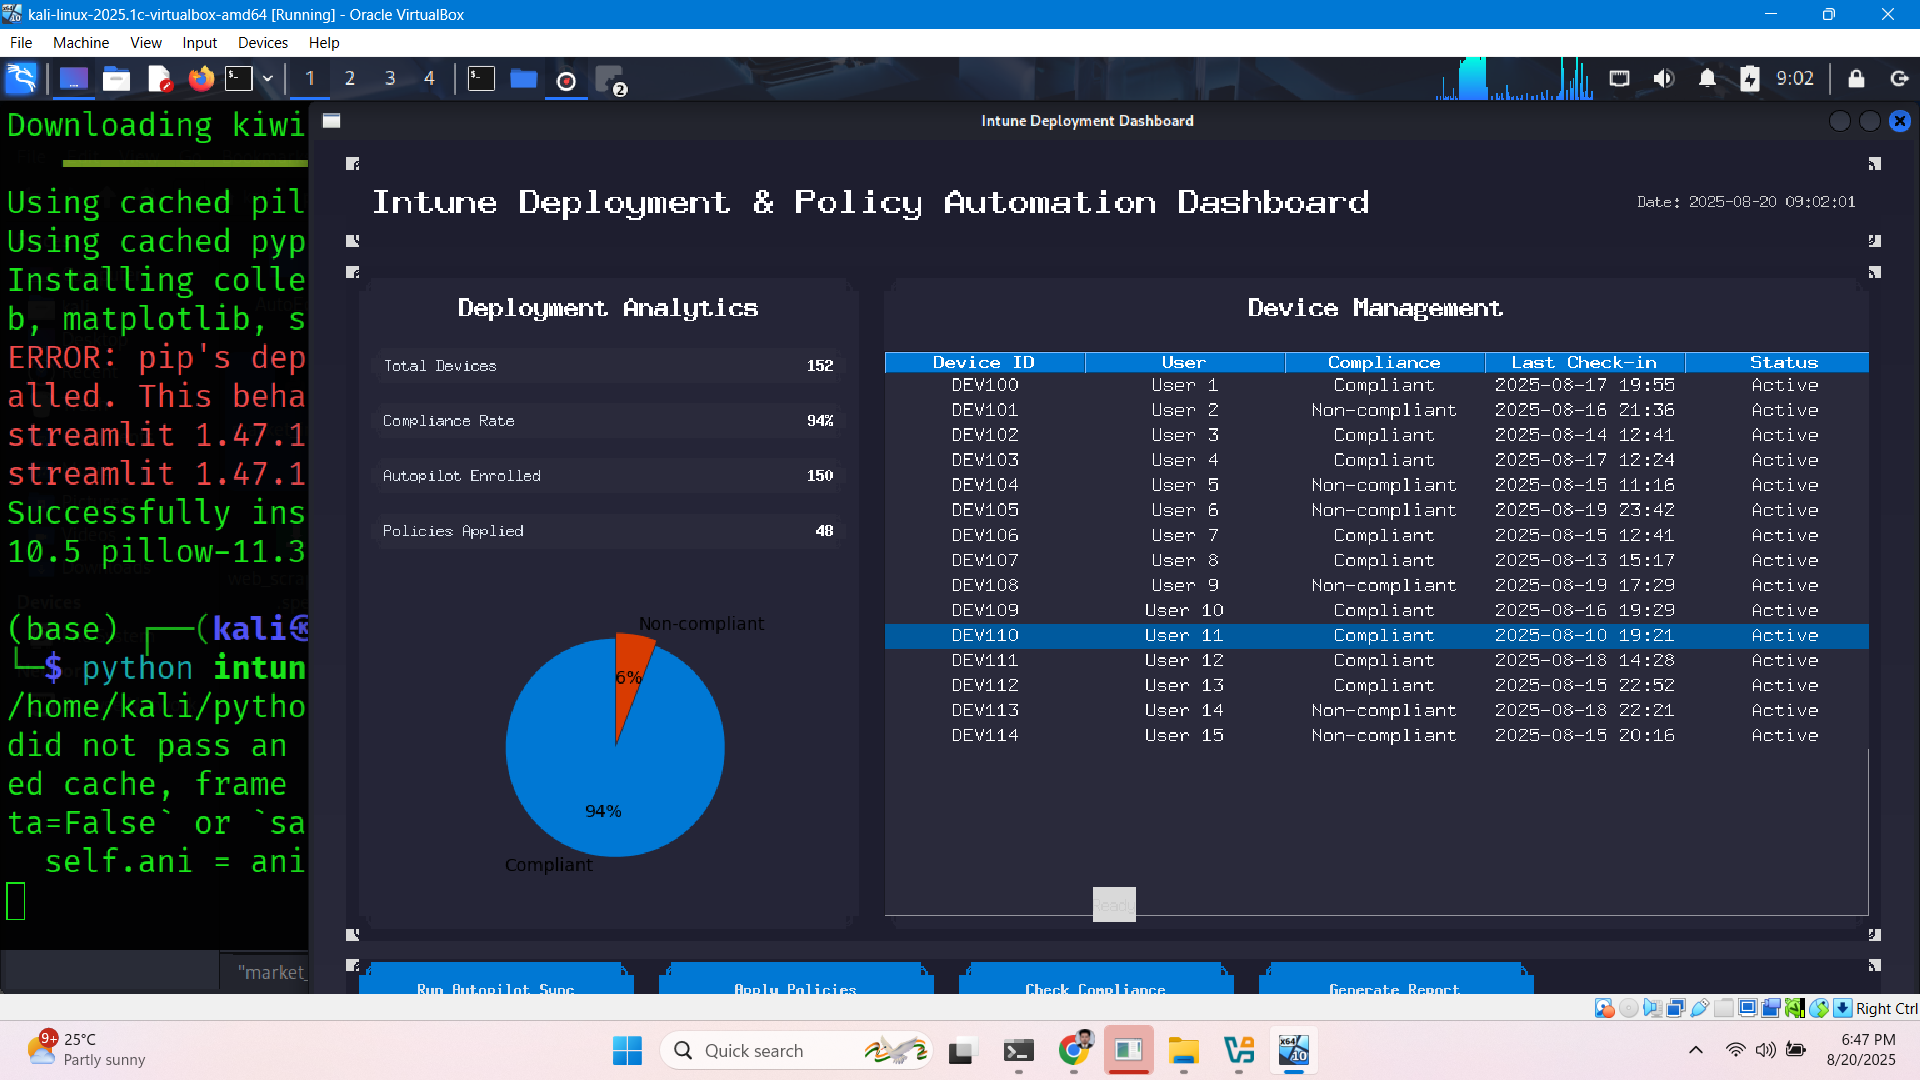 kali-linux-2025.1c-virtualbox-amd64 [Running] - Oracle VirtualBox
File Machine View Input Devices Help
1 2 3 4
2
9:02
Downloading kiwi
Using cached pil
Using cached pyp
Installing colle
b, matplotlib, s
ERROR: pip's dep
alled. This beha
streamlit 1.47.1
streamlit 1.47.1
Successfully ins
10.5 pillow-11.3
(base) ┌──(kali㉿
└─$ python intun
/home/kali/pytho
did not pass an
ed cache, frame
ta=False` or `sa
self.ani = ani
"market_
Intune Deployment Dashboard
Intune Deployment & Policy Automation Dashboard
Date: 2025-08-20 09:02:01
Deployment Analytics
Total Devices 152
Compliance Rate 94%
Autopilot Enrolled 150
Policies Applied 48
Non-compliant
6%
94%
Compliant
Device Management
Device ID User Compliance Last Check-in Status
DEV100 User 1 Compliant 2025-08-17 19:55 Active
DEV101 User 2 Non-compliant 2025-08-16 21:36 Active
DEV102 User 3 Compliant 2025-08-14 12:41 Active
DEV103 User 4 Compliant 2025-08-17 12:24 Active
DEV104 User 5 Non-compliant 2025-08-15 11:16 Active
DEV105 User 6 Non-compliant 2025-08-19 23:42 Active
DEV106 User 7 Compliant 2025-08-15 12:41 Active
DEV107 User 8 Compliant 2025-08-13 15:17 Active
DEV108 User 9 Non-compliant 2025-08-19 17:29 Active
DEV109 User 10 Compliant 2025-08-16 19:29 Active
DEV110 User 11 Compliant 2025-08-10 19:21 Active
DEV111 User 12 Compliant 2025-08-18 14:28 Active
DEV112 User 13 Compliant 2025-08-15 22:52 Active
DEV113 User 14 Non-compliant 2025-08-18 22:21 Active
DEV114 User 15 Non-compliant 2025-08-15 20:16 Active
Ready
Run Autopilot Sync Apply Policies Check Compliance Generate Report
Right Ctrl
9+
25°C
Partly sunny
Quick search
6:47 PM
8/20/2025